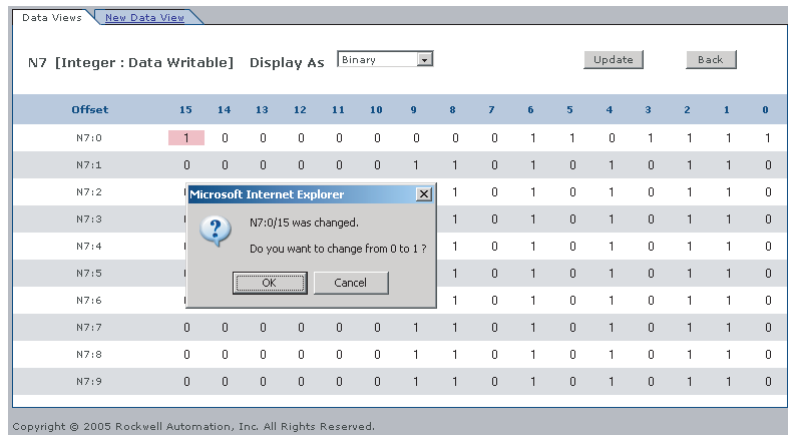 Data Views New Data View
N7 [Integer : Data Writable] Display As Binary Update Back
Offset 15 14 13 12 11 10 9 8 7 6 5 4 3 2 1 0
N7:0 1 0 0 0 0 0 0 0 0 1 1 0 1 1 1 1
N7:1 0 0 0 0 0 0 1 1 0 1 0 1 0 1 1 0
N7:2 1 0 1 0 1 0 1 1 0
N7:3 1 0 1 0 1 0 1 1 0
N7:4 1 0 1 0 1 0 1 1 0
N7:5 1 0 1 0 1 0 1 1 0
N7:6 1 0 1 0 1 0 1 1 0
Microsoft Internet Explorer
N7:0/15 was changed.
Do you want to change from 0 to 1 ?
OK Cancel
N7:7 0 0 0 0 0 0 1 1 0 1 0 1 0 1 1 0
N7:8 0 0 0 0 0 0 1 1 0 1 0 1 0 1 1 0
N7:9 0 0 0 0 0 0 1 1 0 1 0 1 0 1 1 0
Copyright © 2005 Rockwell Automation, Inc. All Rights Reserved.